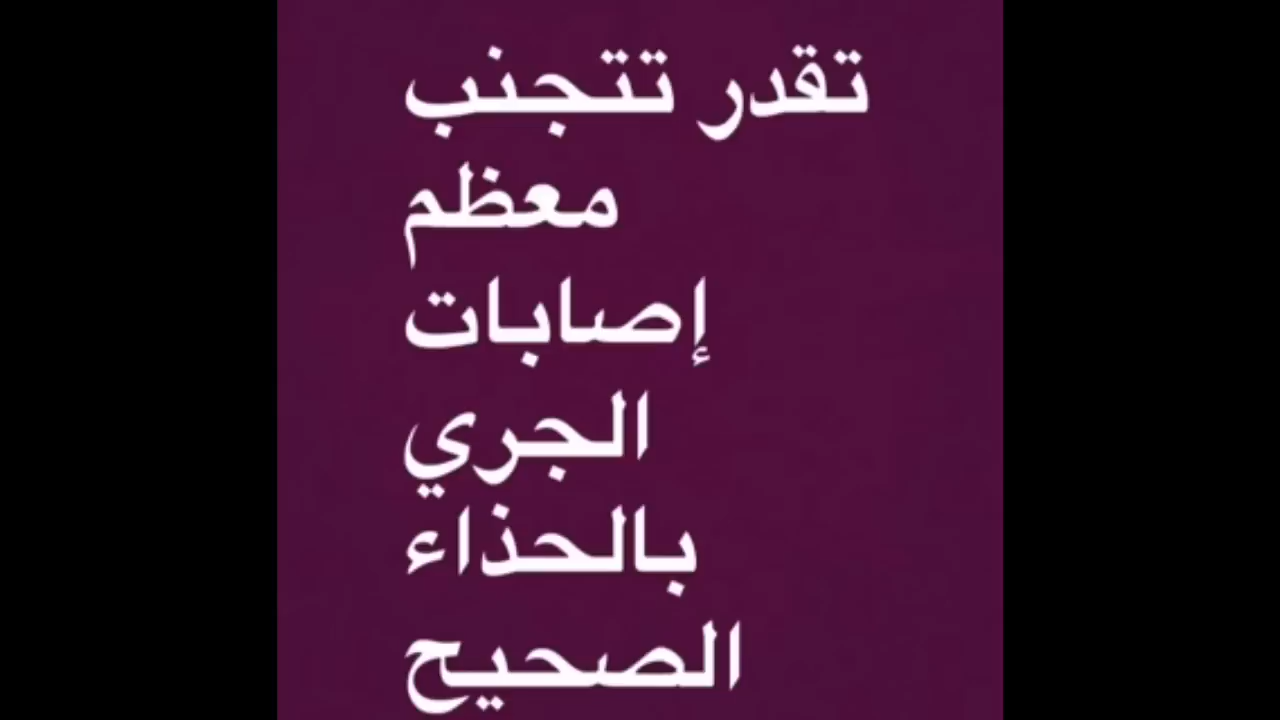 تقدر تتجنب
معظم
إصابات
الجري
بالحذاء
الصحيح